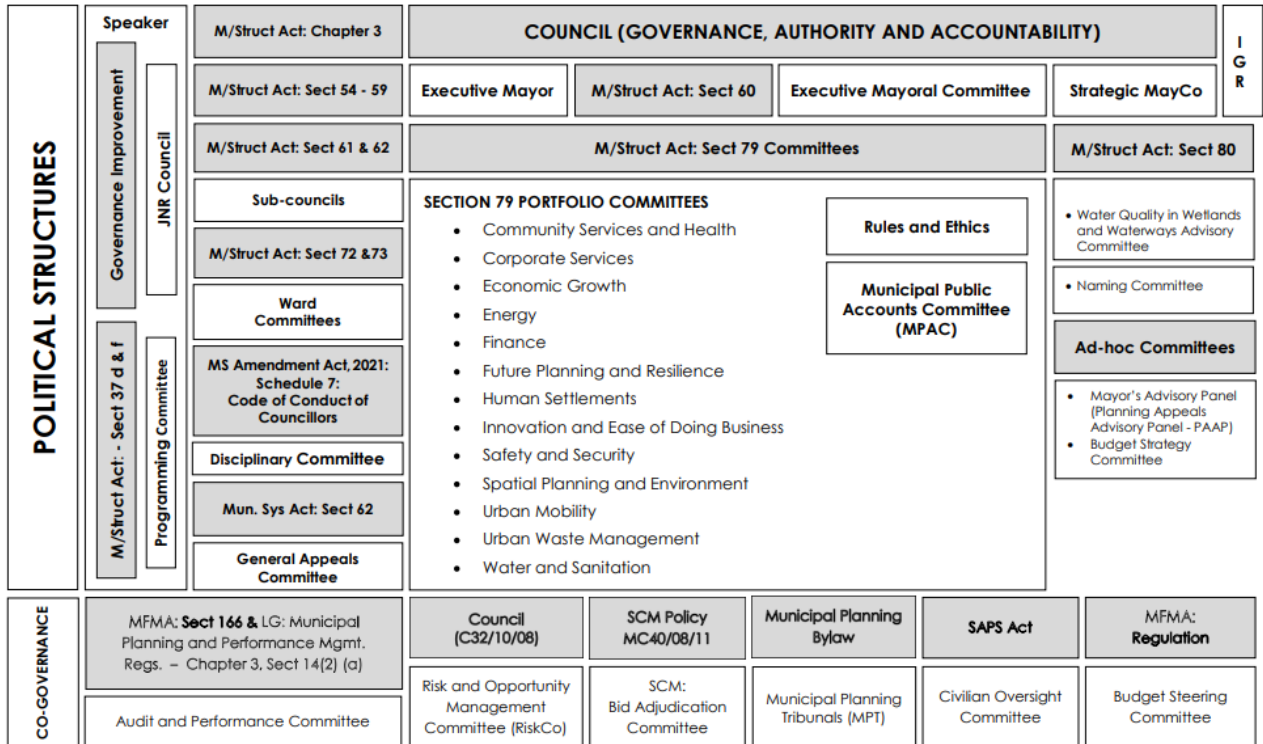 POLITICAL STRUCTURES
Speaker
Governance Improvement
JNR Council
M/Struct Act: - Sect 37 d & f
Programming Committee
M/Struct Act: Chapter 3
COUNCIL (GOVERNANCE, AUTHORITY AND ACCOUNTABILITY)
I
G
R
M/Struct Act: Sect 54 - 59
Executive Mayor
M/Struct Act: Sect 60
Executive Mayoral Committee
Strategic MayCo
M/Struct Act: Sect 61 & 62
M/Struct Act: Sect 79 Committees
M/Struct Act: Sect 80
Sub-councils
M/Struct Act: Sect 72 &73
Ward
Committees
MS Amendment Act, 2021:
Schedule 7:
Code of Conduct of
Councillors
Disciplinary Committee
Mun. Sys Act: Sect 62
General Appeals
Committee
SECTION 79 PORTFOLIO COMMITTEES
• Community Services and Health
• Corporate Services
• Economic Growth
• Energy
• Finance
• Future Planning and Resilience
• Human Settlements
• Innovation and Ease of Doing Business
• Safety and Security
• Spatial Planning and Environment
• Urban Mobility
• Urban Waste Management
• Water and Sanitation
Rules and Ethics
Municipal Public
Accounts Committee
(MPAC)
• Water Quality in Wetlands
and Waterways Advisory
Committee
• Naming Committee
Ad-hoc Committees
• Mayor's Advisory Panel
(Planning Appeals
Advisory Panel - PAAP)
• Budget Strategy
Committee
CO-GOVERNANCE
MFMA: Sect 166 & LG: Municipal
Planning and Performance Mgmt.
Regs. – Chapter 3, Sect 14(2) (a)
Audit and Performance Committee
Council
(C32/10/08)
Risk and Opportunity
Management
Committee (RiskCo)
SCM Policy
MC40/08/11
SCM:
Bid Adjudication
Committee
Municipal Planning
Bylaw
Municipal Planning
Tribunals (MPT)
SAPS Act
Civilian Oversight
Committee
MFMA:
Regulation
Budget Steering
Committee